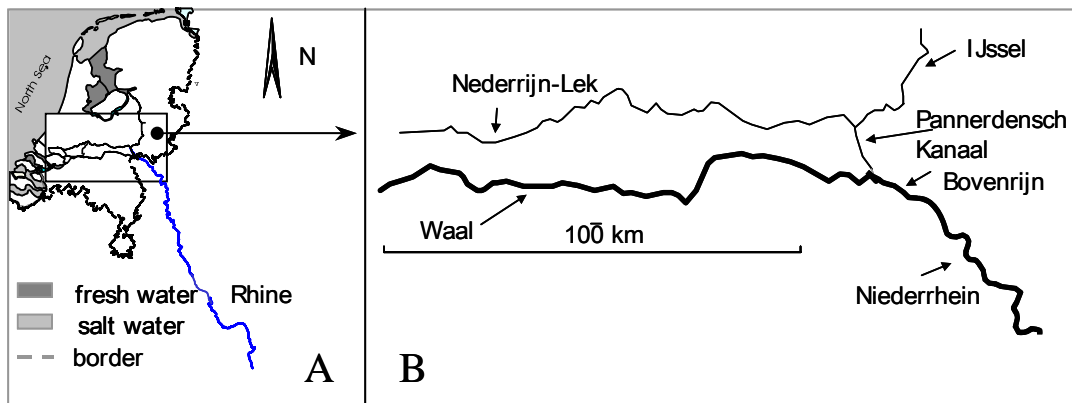 North Sea
N
fresh water
Rhine
salt water
border
A
IJssel
Nederrijn-Lek
Pannerdensch
Kanaal
Bovenrijn
Waal
100 km
Niederrhein
B